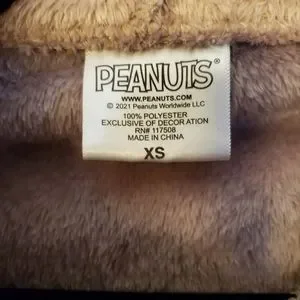 PEANUTS
WWW.PEANUTS.COM
© 2021 Peanuts Worldwide LLC
100% POLYESTER
EXCLUSIVE OF DECORATION
RN# 117508
MADE IN CHINA
XS